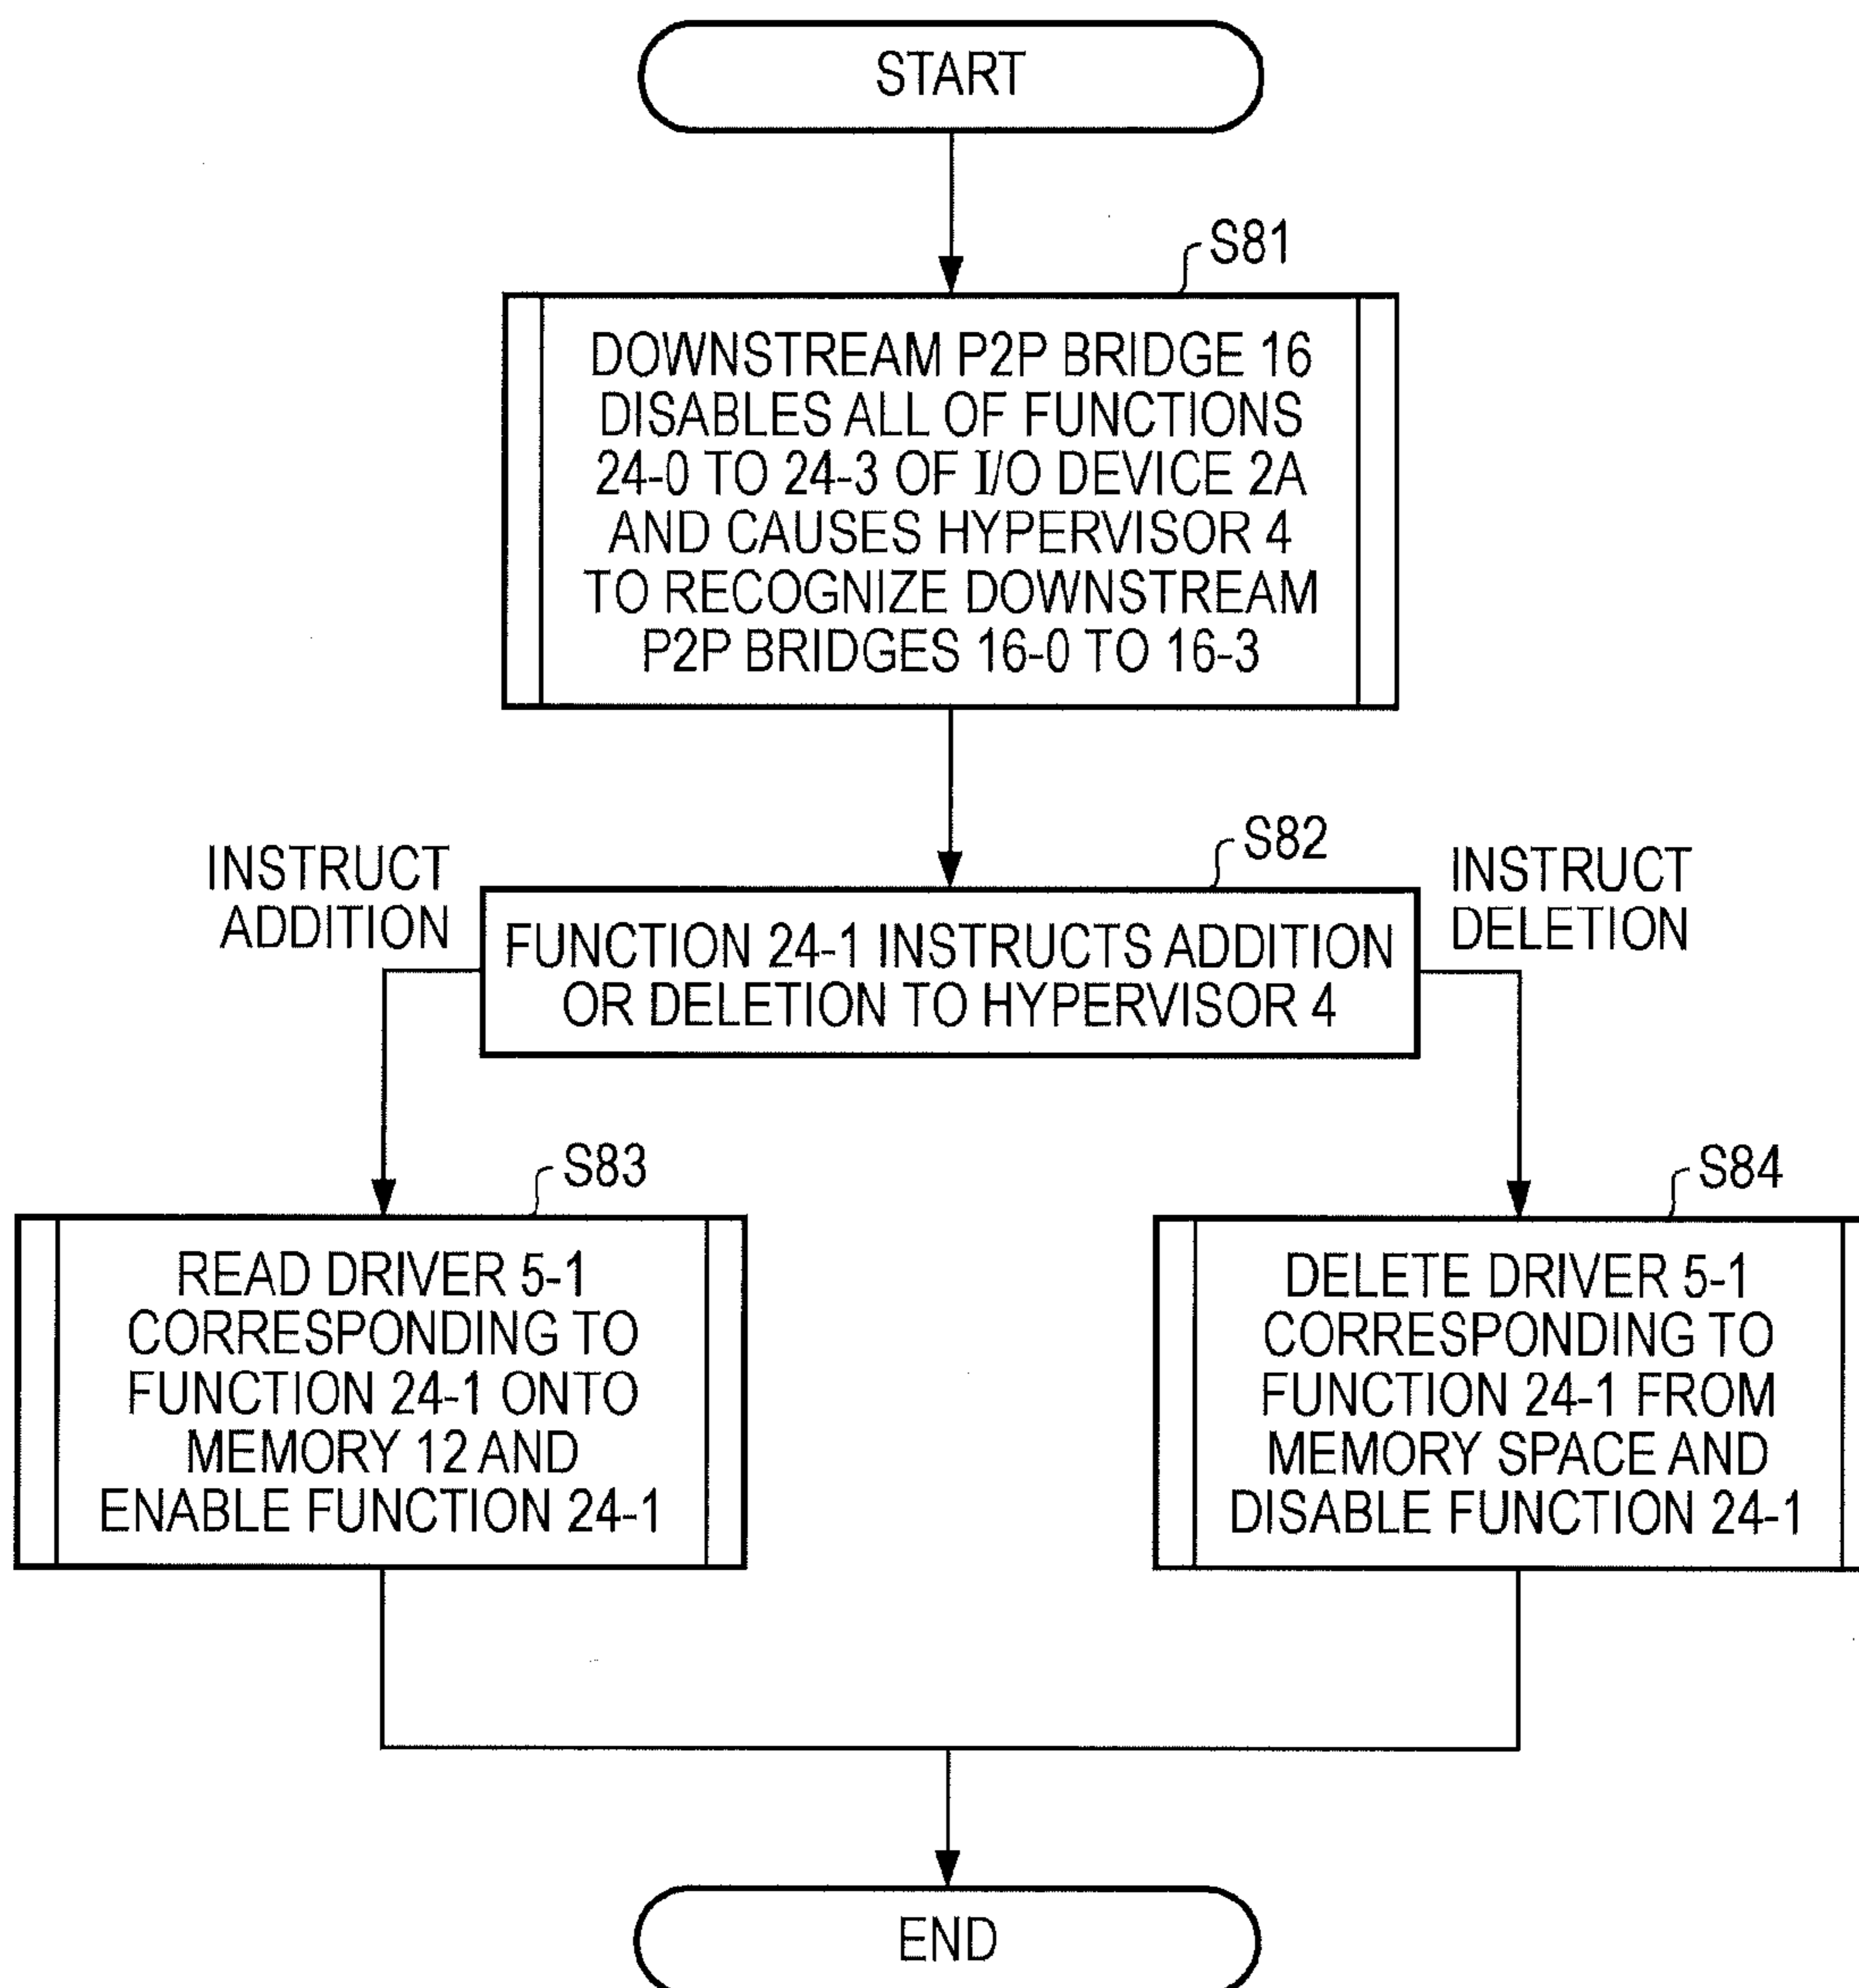 START
S81
DOWNSTREAM P2P BRIDGE 16
DISABLES ALL OF FUNCTIONS
24-0 TO 24-3 OF I/O DEVICE 2A
AND CAUSES HYPERVISOR 4
TO RECOGNIZE DOWNSTREAM
P2P BRIDGES 16-0 TO 16-3
S82
INSTRUCT
ADDITION
FUNCTION 24-1 INSTRUCTS ADDITION
OR DELETION TO HYPERVISOR 4
INSTRUCT
DELETION
S83
READ DRIVER 5-1
CORRESPONDING TO
FUNCTION 24-1 ONTO
MEMORY 12 AND
ENABLE FUNCTION 24-1
S84
DELETE DRIVER 5-1
CORRESPONDING TO
FUNCTION 24-1 FROM
MEMORY SPACE AND
DISABLE FUNCTION 24-1
END